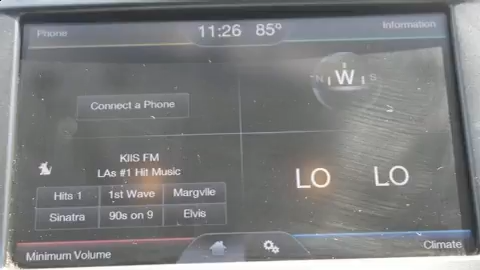 Phone 11:26 85° Information
N W S
Connect a Phone
KIIS FM
LAs #1 Hit Music
LO LO
Hits 1 1st Wave Margvlle
Sinatra 90s on 9 Elvis
Minimum Volume Climate